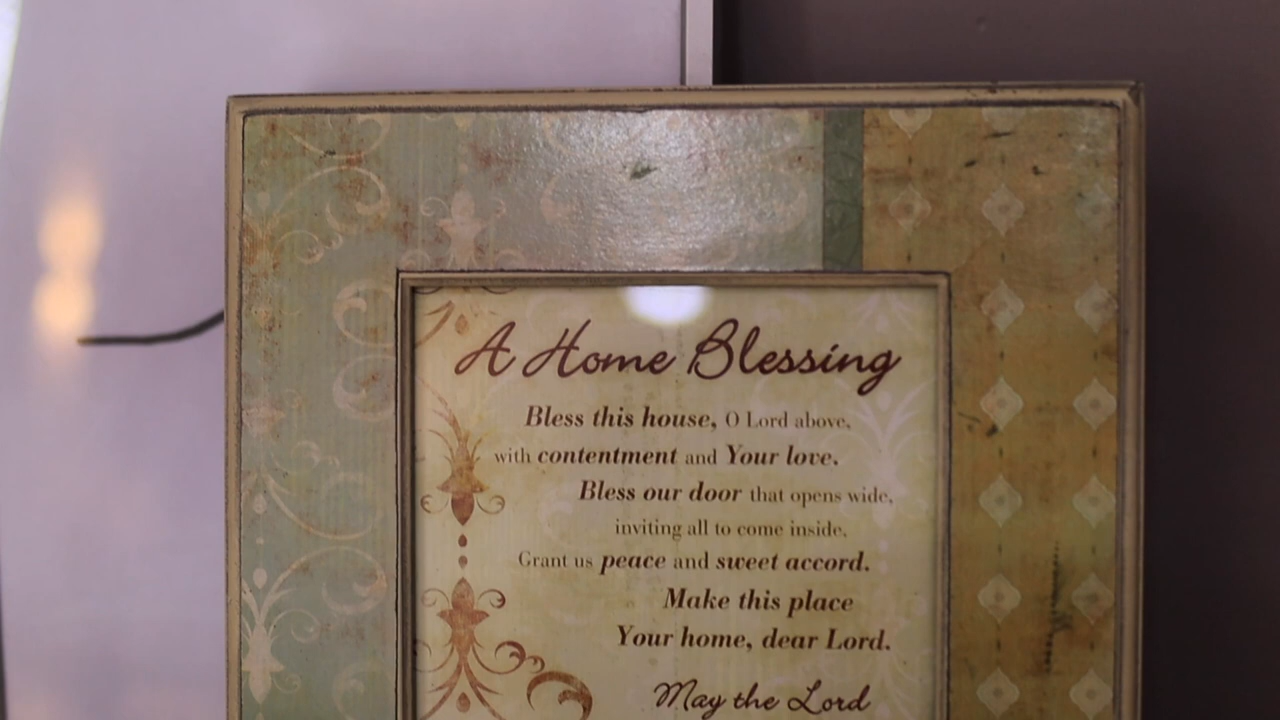 A Home Blessing
Bless this house, O Lord above,
with contentment and Your love.
Bless our door that opens wide,
inviting all to come inside,
Grant us peace and sweet accord.
Make this place
Your home, dear Lord.
May the Lord